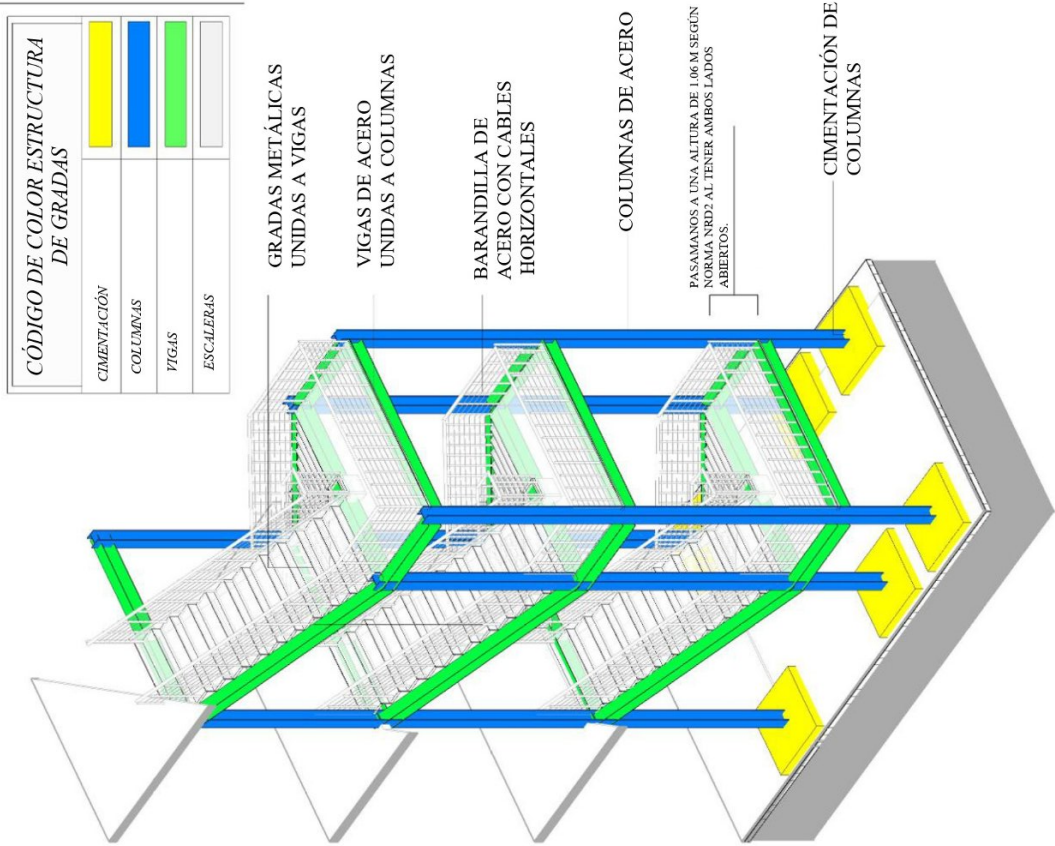 CÓDIGO DE COLOR ESTRUCTURA
DE GRADAS
CIMENTACIÓN
COLUMNAS
VIGAS
ESCALERAS
GRADAS METÁLICAS
UNIDAS A VIGAS
VIGAS DE ACERO
UNIDAS A COLUMNAS
BARANDILLA DE
ACERO CON CABLES
HORIZONTALES
COLUMNAS DE ACERO
PASAMANOS A UNA ALTURA DE 1.06 M SEGÚN
NORMA NRD2 AL TENER AMBOS LADOS
ABIERTOS.
CIMENTACIÓN DE
COLUMNAS